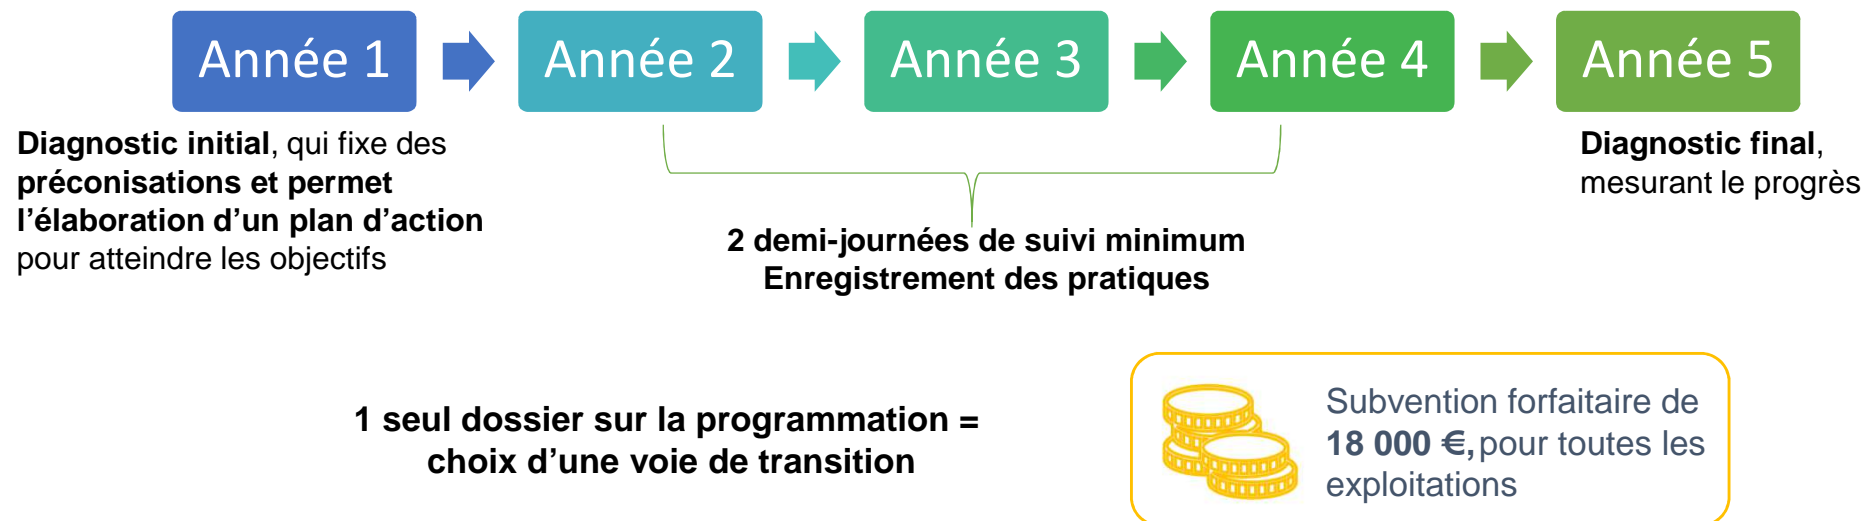 Année 1
Année 2
Année 3
Année 4
Année 5
Diagnostic initial, qui fixe des
préconisations et permet
l’élaboration d’un plan d’action
pour atteindre les objectifs
2 demi-journées de suivi minimum
Enregistrement des pratiques
Diagnostic final,
mesurant le progrès
1 seul dossier sur la programmation =
choix d’une voie de transition
Subvention forfaitaire de
18 000 €, pour toutes les
exploitations